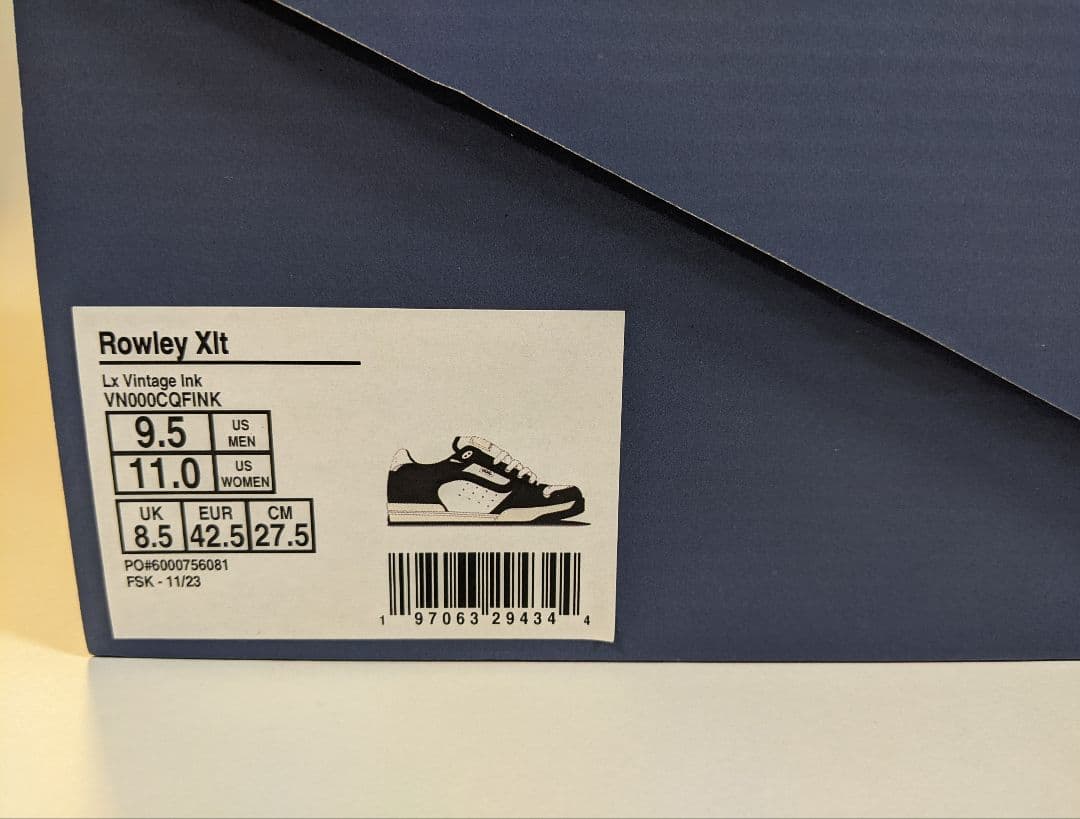 Rowley Xlt
Lx Vintage Ink
VN000CQFINK
9.5 US MEN
11.0 US WOMEN
UK EUR CM
8.5 42.5 27.5
PO#6000756081
FSK - 11/23
1 97063 29434 4